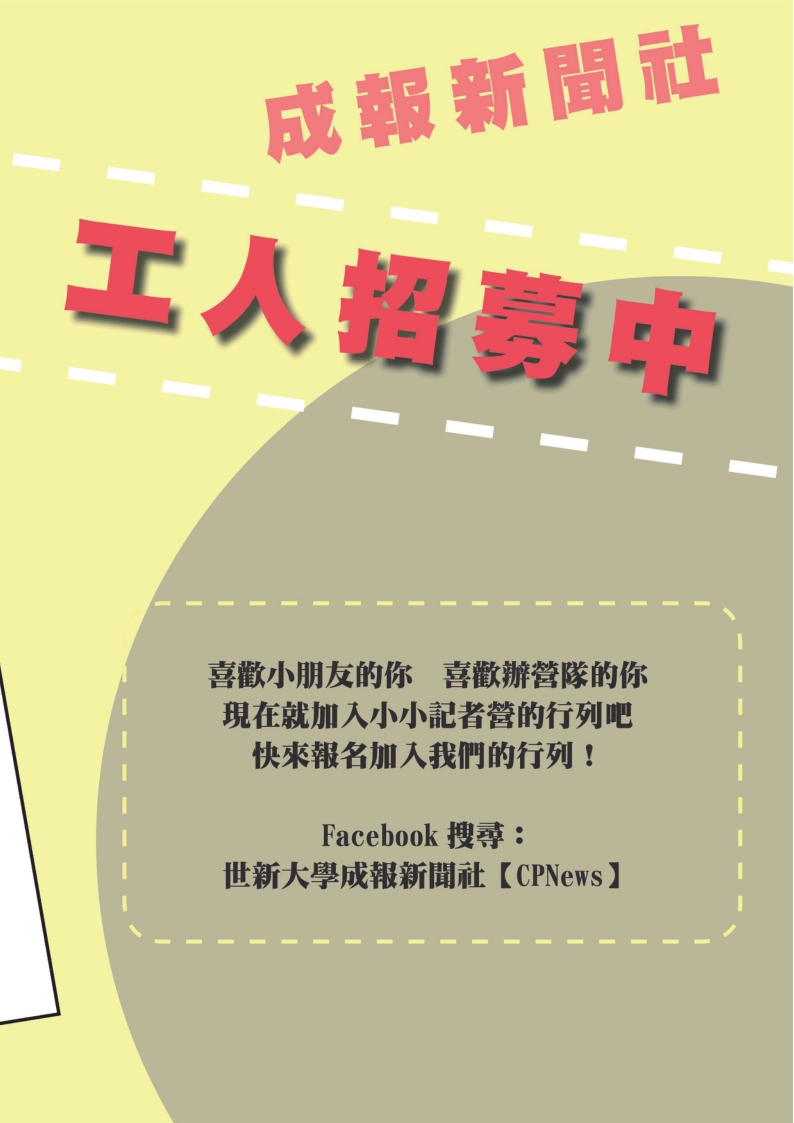 成報新聞社
工人招募中
喜歡小朋友的你　喜歡辦營隊的你
現在就加入小小記者營的行列吧
快來報名加入我們的行列！
Facebook 搜尋：
世新大學成報新聞社【CPNews】